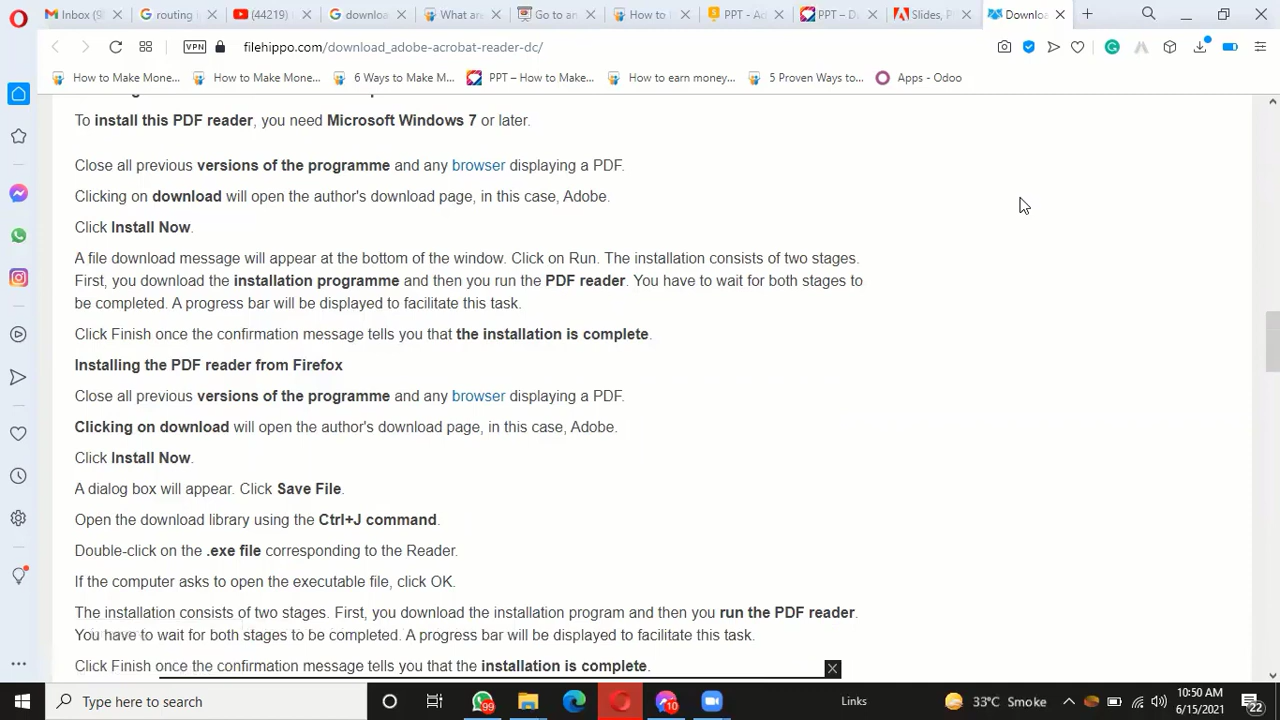 Inbox (5
routing l
(44219)
downloa
What are
Go to an
How to
PPT - Ad
PPT – D
Slides, P
Downlo
VPN
filehippo.com/download_adobe-acrobat-reader-dc/
How to Make Mone...
How to Make Mone...
6 Ways to Make M...
PPT – How to Make...
How to earn money...
5 Proven Ways to...
Apps - Odoo
To install this PDF reader, you need Microsoft Windows 7 or later.
Close all previous versions of the programme and any browser displaying a PDF.
Clicking on download will open the author's download page, in this case, Adobe.
Click Install Now.
A file download message will appear at the bottom of the window. Click on Run. The installation consists of two stages.
First, you download the installation programme and then you run the PDF reader. You have to wait for both stages to
be completed. A progress bar will be displayed to facilitate this task.
Click Finish once the confirmation message tells you that the installation is complete.
Installing the PDF reader from Firefox
Close all previous versions of the programme and any browser displaying a PDF.
Clicking on download will open the author's download page, in this case, Adobe.
Click Install Now.
A dialog box will appear. Click Save File.
Open the download library using the Ctrl+J command.
Double-click on the .exe file corresponding to the Reader.
If the computer asks to open the executable file, click OK.
The installation consists of two stages. First, you download the installation program and then you run the PDF reader.
You have to wait for both stages to be completed. A progress bar will be displayed to facilitate this task.
Click Finish once the confirmation message tells you that the installation is complete.
Type here to search
99
10
Links
33°C Smoke
10:50 AM
6/15/2021
22